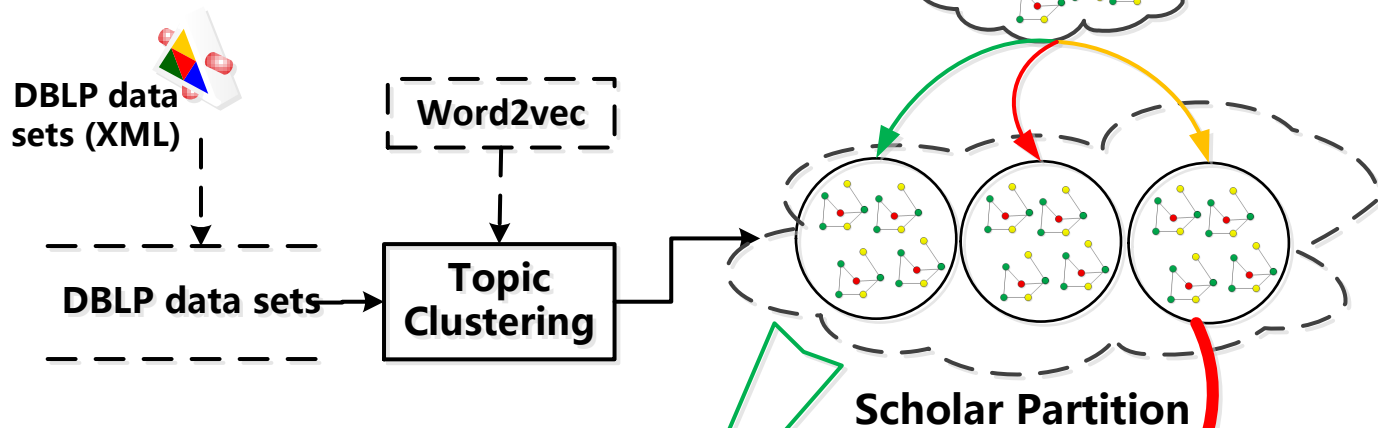 DBLP data
sets (XML)
Word2vec
DBLP data sets
Topic
Clustering
Scholar Partition